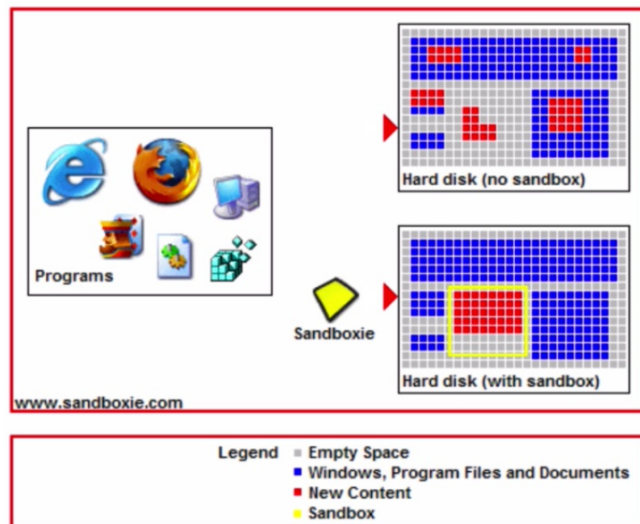 Hard disk (no sandbox)
Programs
Sandboxie
Hard disk (with sandbox)
www.sandboxie.com
Legend
Empty Space
Windows, Program Files and Documents
New Content
Sandbox